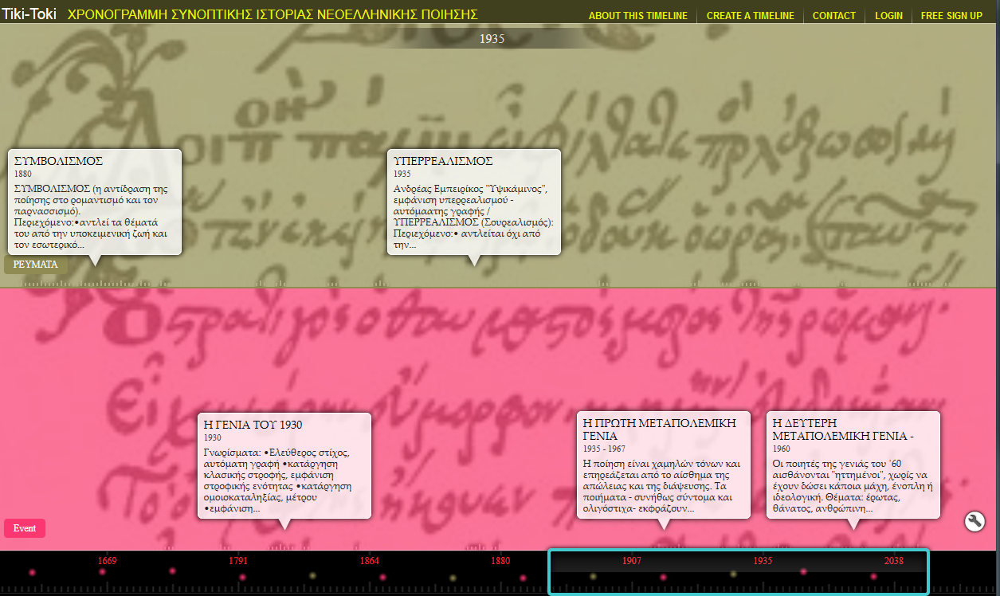 Tiki-Toki ΧΡΟΝΟΓΡΑΜΜΗ ΣΥΝΟΠΤΙΚΗΣ ΙΣΤΟΡΙΑΣ ΝΕΟΕΛΛΗΝΙΚΗΣ ΠΟΙΗΣΗΣ ABOUT THIS TIMELINE CREATE A TIMELINE CONTACT LOGIN FREE SIGN UP
1935
ΣΥΜΒΟΛΙΣΜΟΣ
1880
ΣΥΜΒΟΛΙΣΜΟΣ (η αντίδραση της
ποίησης στο ρομαντισμό και τον
παρνασσισμό).
Περιεχόμενο:•αντλεί τα θέματά
του από την υποκειμενική ζωή και
τον εσωτερικό...
ΥΠΕΡΡΕΑΛΙΣΜΟΣ
1935
Ανδρέας Εμπειρίκος "Υψικάμινος",
εμφάνιση υπερρεαλισμού -
αυτόμαατης γραφής /
ΥΠΕΡΡΕΑΛΙΣΜΟΣ (Σουρεαλισμός):
Περιεχόμενο:• αντλείται όχι από
την...
ΡΕΥΜΑΤΑ
Η ΓΕΝΙΑ ΤΟΥ 1930
1930
Γνωρίσματα: •Ελεύθερος στίχος,
αυτόματη γραφή •κατάργηση
κλασικής στροφής, εμφάνιση
στροφικής ενότητας •κατάργηση
ομοιοκαταληξίας, μέτρου
•εμφάνιση...
Η ΠΡΩΤΗ ΜΕΤΑΠΟΛΕΜΙΚΗ
ΓΕΝΙΑ
1935 - 1967
Η ποίηση είναι χαμηλών τόνων και
επηρεάζεται από το αίσθημα της
απώλειας και της διάψευσης. Τα
ποιήματα - συνήθως σύντομα και
ολιγόστιχα- εκφράζουν...
Η ΔΕΥΤΕΡΗ
ΜΕΤΑΠΟΛΕΜΙΚΗ ΓΕΝΙΑ -
1960
Οι ποιητές της γενιάς του '60
αισθάνονται "ηττημένοι", χωρίς να
έχουν δώσει κάποια μάχη, ένοπλη ή
ιδεολογική. Θέματα: έρωτας,
θάνατος, ανθρώπινη...
Event
1669 1791 1864 1880 1907 1935 2038